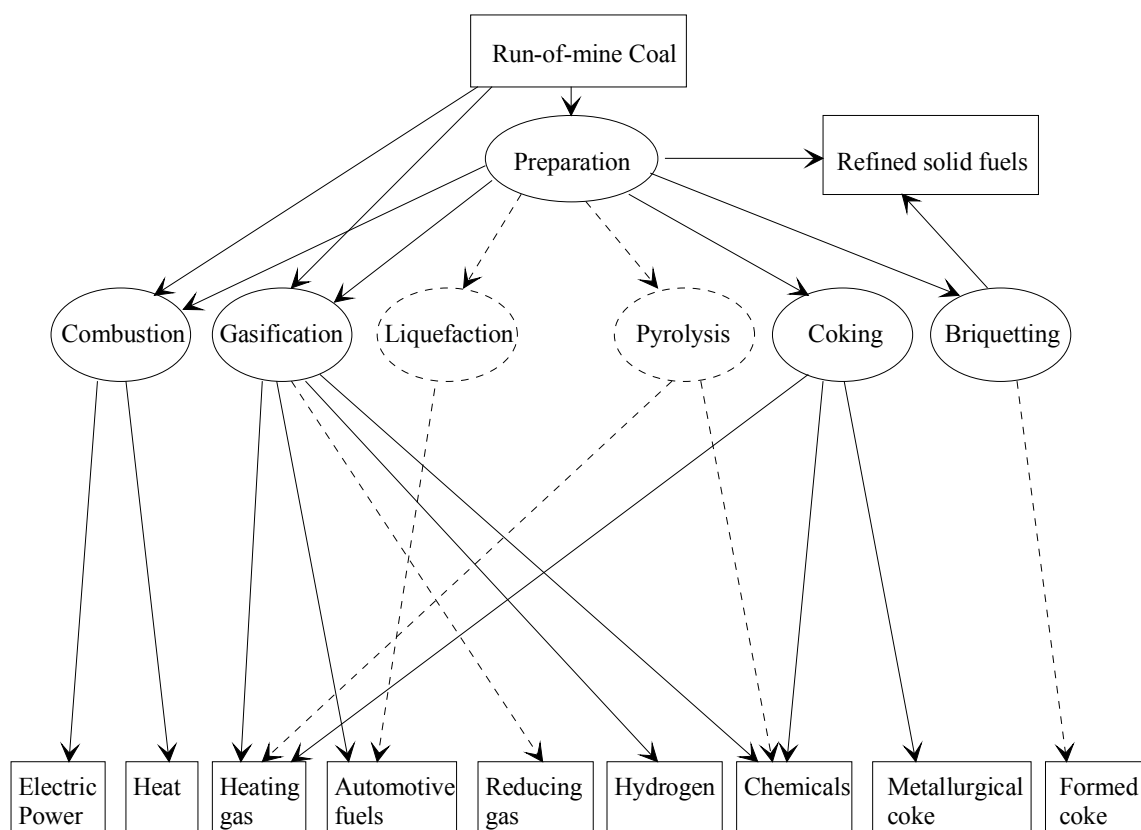 Run-of-mine Coal
Preparation
Refined solid fuels
Combustion
Gasification
Liquefaction
Pyrolysis
Coking
Briquetting
Electric
Power
Heat
Heating
gas
Automotive
fuels
Reducing
gas
Hydrogen
Chemicals
Metallurgical
coke
Formed
coke